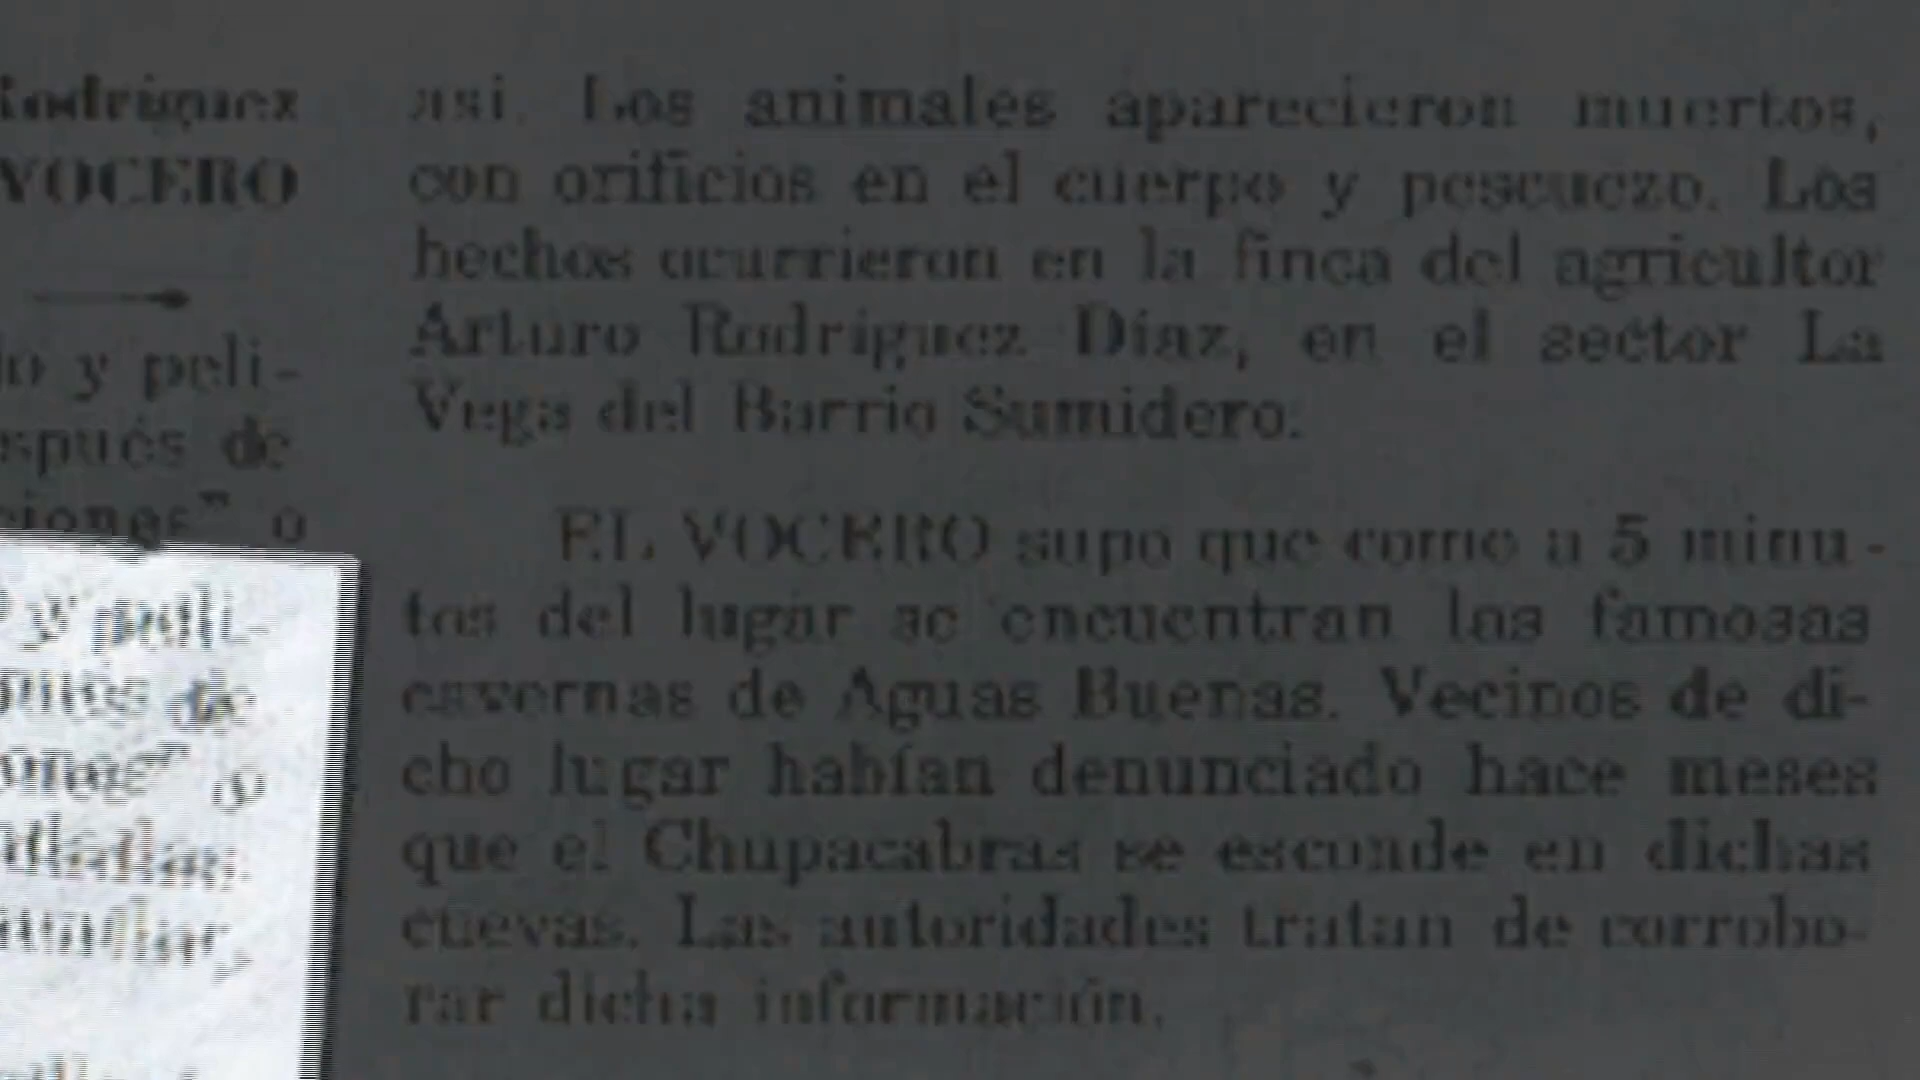 Rodríguez
VOCERO
y peli-
después de
o
así. Los animales aparecieron muertos,
con orificios en el cuerpo y pescuezo. Los
hechos ocurrieron en la finca del agricultor
Arturo Rodríguez Díaz, en el sector La
Vega del Barrio Sumidero.
EL VOCERO supo que como a 5 minu-
tos del lugar se encuentran las famosas
cavernas de Aguas Buenas. Vecinos de di-
cho lugar habían denunciado hace meses
que el Chupacabras se esconde en dichas
cuevas. Las autoridades tratan de corrobo-
rar dicha información.
y peli-
de
o